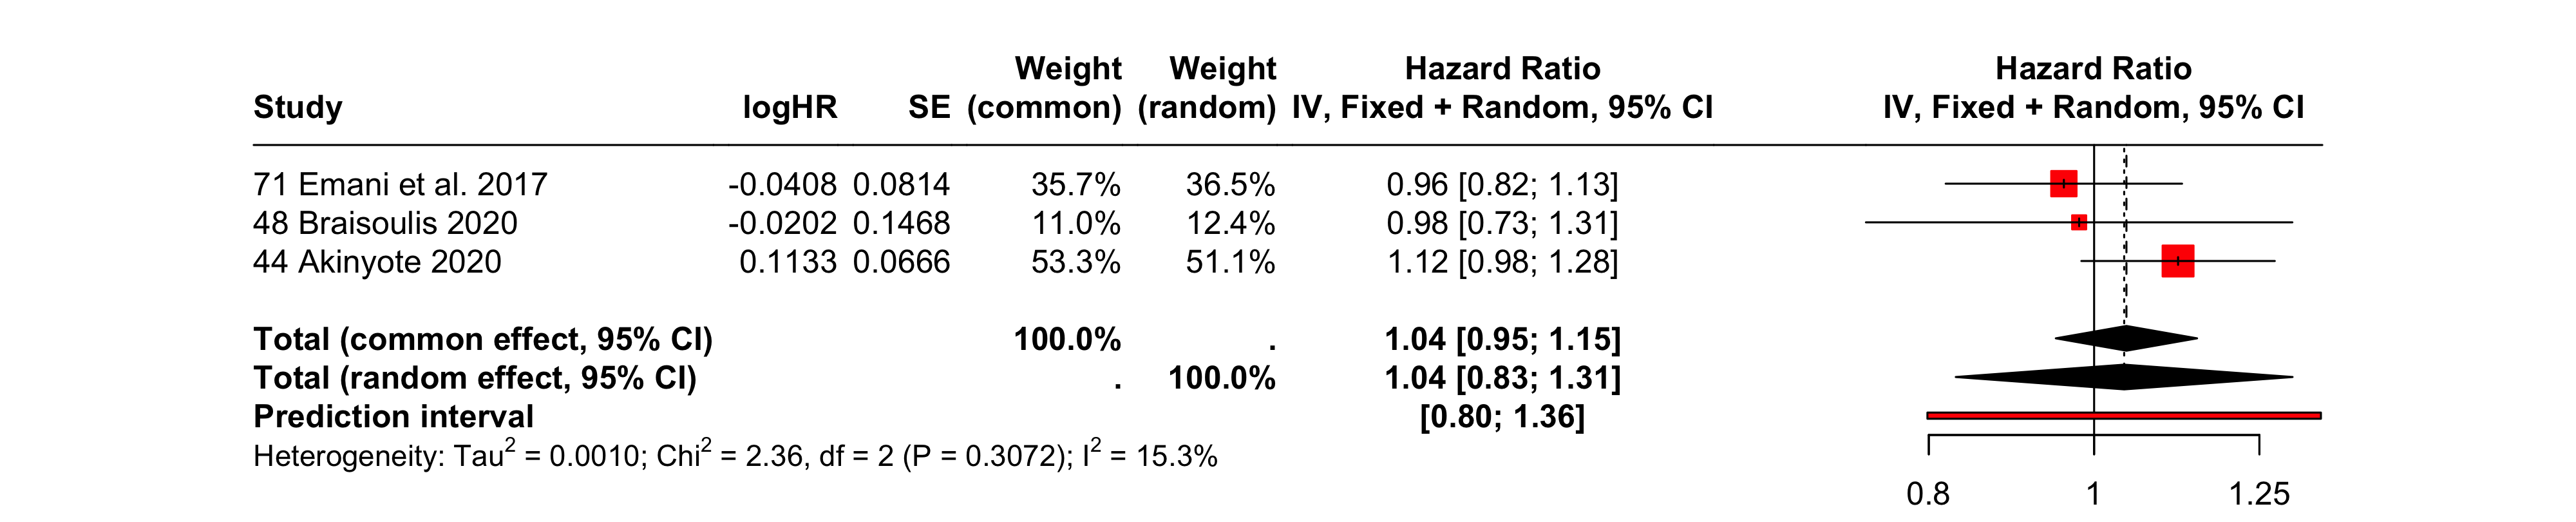 Weight Weight Hazard Ratio Hazard Ratio
Study logHR SE (common) (random) IV, Fixed + Random, 95% CI IV, Fixed + Random, 95% CI
71 Emani et al. 2017 -0.0408 0.0814 35.7% 36.5% 0.96 [0.82; 1.13]
48 Braisoulis 2020 -0.0202 0.1468 11.0% 12.4% 0.98 [0.73; 1.31]
44 Akinyote 2020 0.1133 0.0666 53.3% 51.1% 1.12 [0.98; 1.28]
Total (common effect, 95% CI) 100.0% . 1.04 [0.95; 1.15]
Total (random effect, 95% CI) . 100.0% 1.04 [0.83; 1.31]
Prediction interval [0.80; 1.36]
Heterogeneity: Tau² = 0.0010; Chi² = 2.36, df = 2 (P = 0.3072); I² = 15.3%
0.8 1 1.25